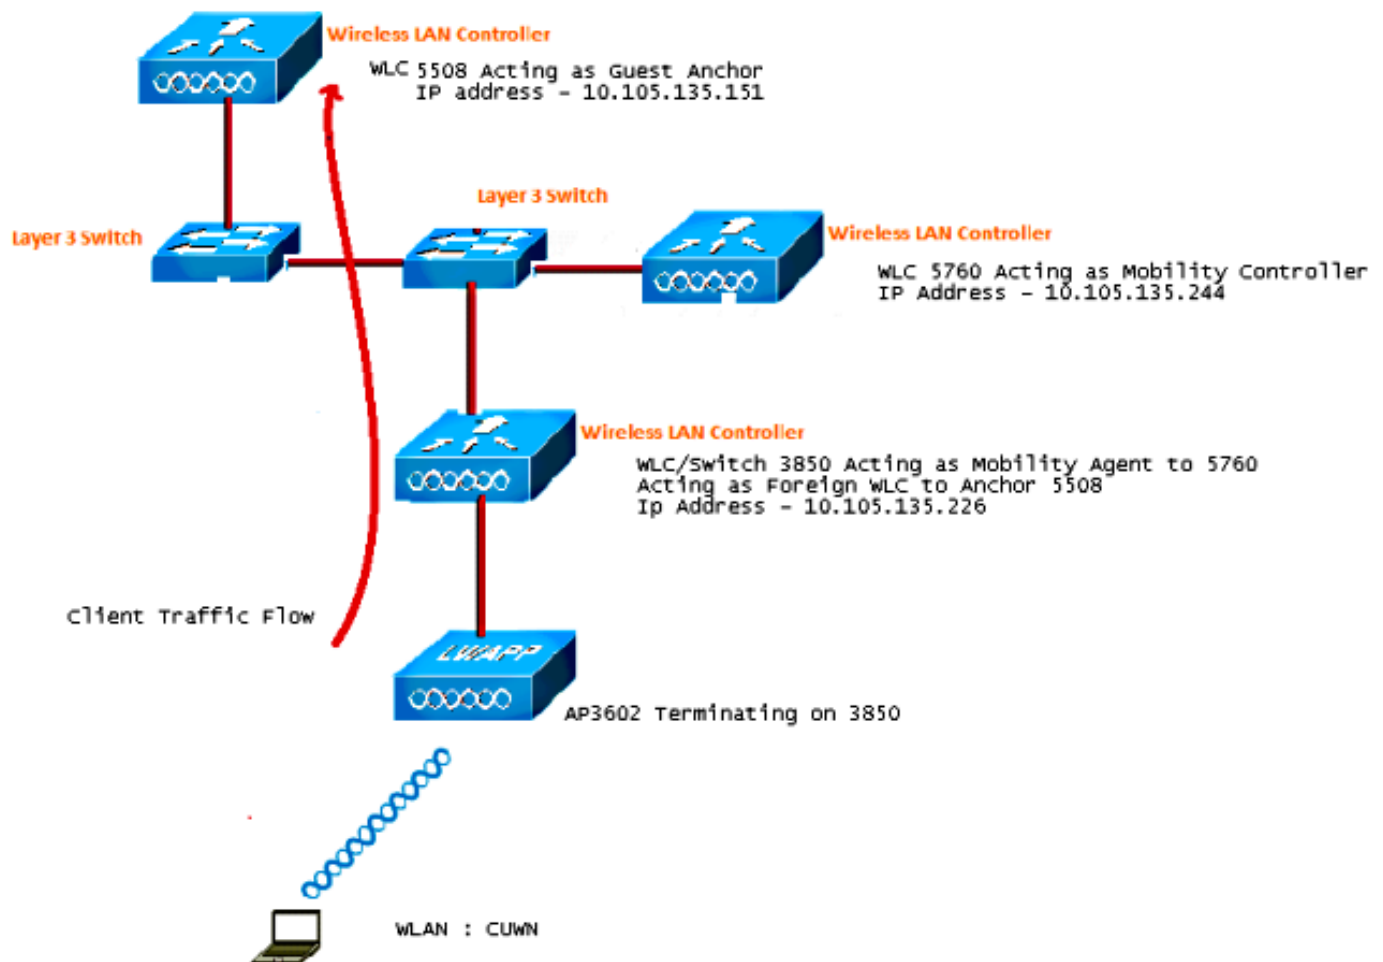 Wireless LAN Controller
WLC 5508 Acting as Guest Anchor
IP address - 10.105.135.151
Layer 3 Switch
Layer 3 Switch
Wireless LAN Controller
WLC 5760 Acting as Mobility Controller
IP Address - 10.105.135.244
Wireless LAN Controller
WLC/Switch 3850 Acting as Mobility Agent to 5760
Acting as Foreign WLC to Anchor 5508
Ip Address - 10.105.135.226
Client Traffic Flow
LWAPP
AP3602 Terminating on 3850
WLAN : CUWN